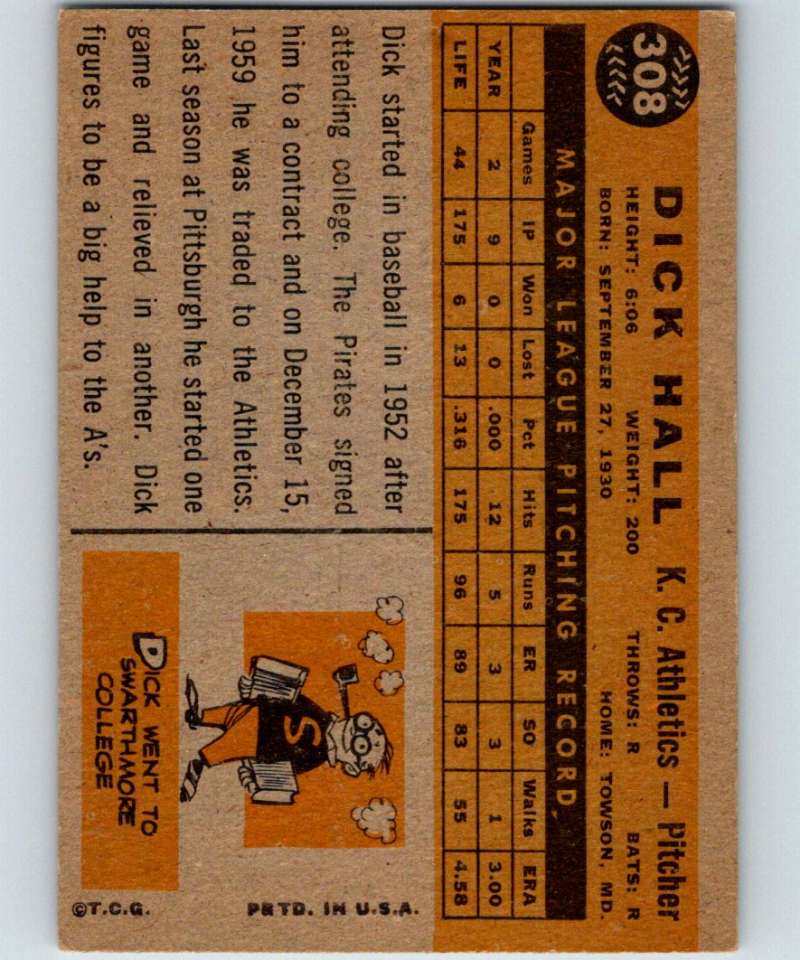 308
DICK HALL K. C. Athletics — Pitcher
HEIGHT: 6:06 WEIGHT: 200 THROWS: R BATS: R
BORN: SEPTEMBER 27, 1930 HOME: TOWSON, MD.
MAJOR LEAGUE PITCHING RECORD
Games IP Won Lost Pct Hits Runs ER SO Walks ERA
YEAR 2 9 0 0 .000 12 5 3 3 1 3.00
LIFE 44 175 6 13 .316 175 96 89 83 55 4.58
Dick started in baseball in 1952 after
attending college. The Pirates signed
him to a contract and on December 15,
1959 he was traded to the Athletics.
Last season at Pittsburgh he started one
game and relieved in another. Dick
figures to be a big help to the A's.
S
DICK WENT TO
SWARTHMORE
COLLEGE
©T.C.G. PRTD. IN U.S.A.